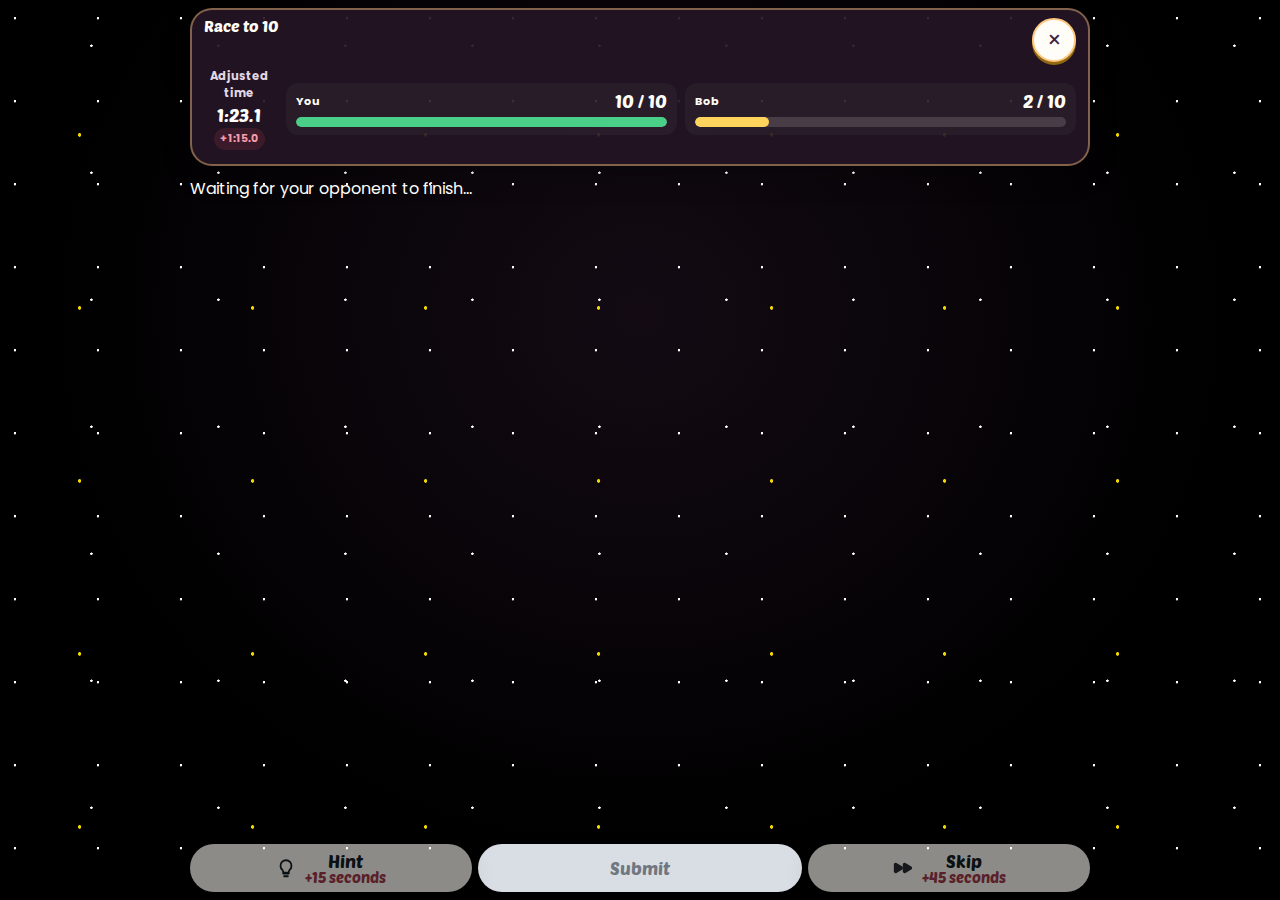 Race to 10
✕
Adjusted
time
1:23.1
+1:15.0
You
10 / 10
Bob
2 / 10
Waiting for your opponent to finish...
Hint
+15 seconds
Submit
Skip
+45 seconds